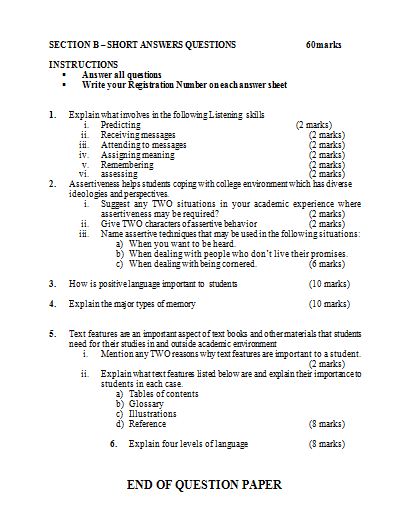 SECTION B – SHORT ANSWERS QUESTIONS 60marks
INSTRUCTIONS
▪ Answer all questions
▪ Write your Registration Number on each answer sheet
1. Explain what involves in the following Listening skills
i. Predicting (2 marks)
ii. Receiving messages (2 marks)
iii. Attending to messages (2 marks)
iv. Assigning meaning (2 marks)
v. Remembering (2 marks)
vi. assessing (2 marks)
2. Assertiveness helps students coping with college environment which has diverse
ideologies and perspectives.
i. Suggest any TWO situations in your academic experience where
assertiveness may be required? (2 marks)
ii. Give TWO characters of assertive behavior (2 marks)
iii. Name assertive techniques that may be used in the following situations:
a) When you want to be heard.
b) When dealing with people who don't live their promises.
c) When dealing with being cornered. (6 marks)
3. How is positive language important to students (10 marks)
4. Explain the major types of memory (10 marks)
5. Text features are an important aspect of text books and other materials that students
need for their studies in and outside academic environment
i. Mention any TWO reasons why text features are important to a student.
(2 marks)
ii. Explain what text features listed below are and explain their importance to
students in each case.
a) Tables of contents
b) Glossary
c) Illustrations
d) Reference (8 marks)
6. Explain four levels of language (8 marks)
END OF QUESTION PAPER